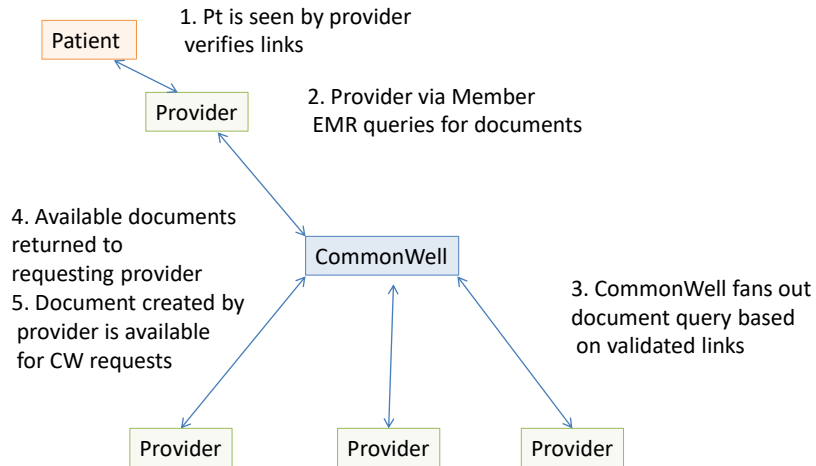 1. Pt is seen by provider
verifies links
Patient
Provider
2. Provider via Member
EMR queries for documents
4. Available documents
returned to
requesting provider
5. Document created by
provider is available
for CW requests
CommonWell
3. CommonWell fans out
document query based
on validated links
Provider
Provider
Provider